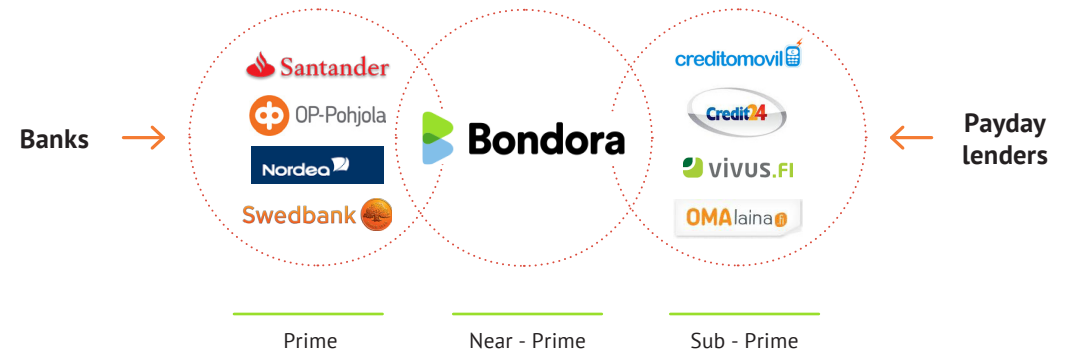 Banks
Santander
OP-Pohjola
Nordea
Swedbank
Bondora
creditomovil
Credit24
vivus.FI
OMAlaina fi
Payday
lenders
Prime
Near - Prime
Sub - Prime